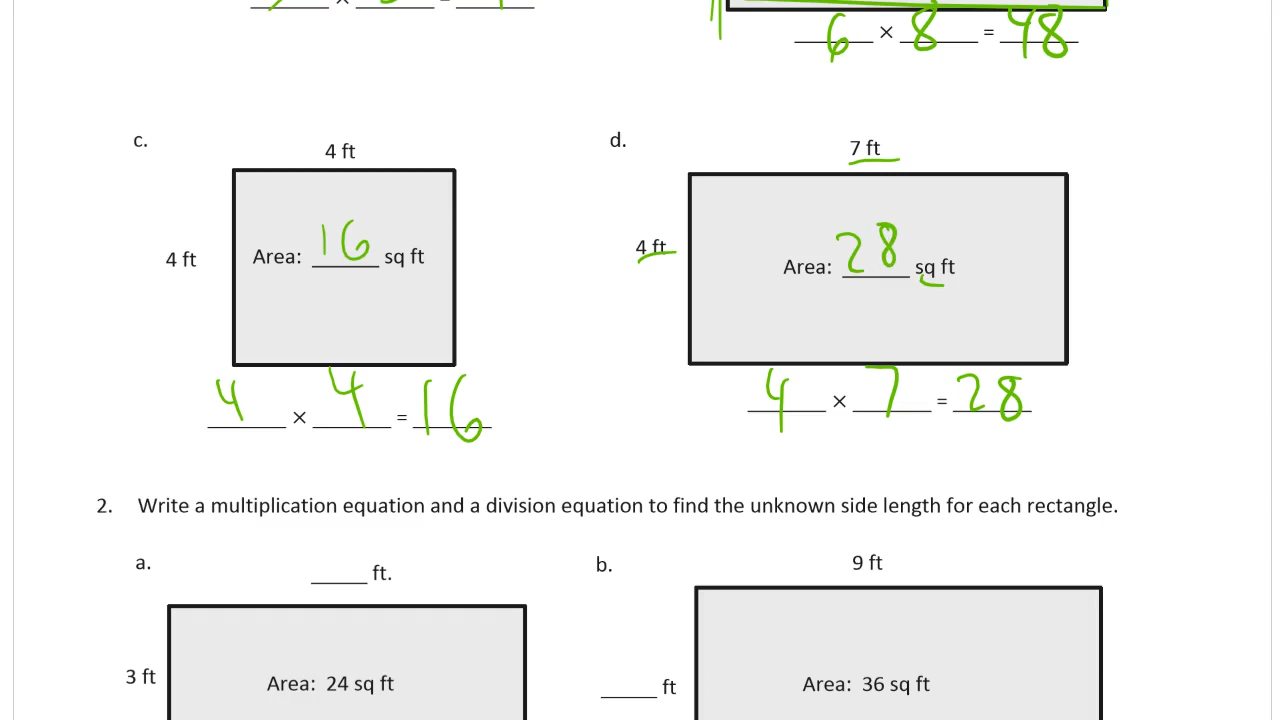 6 × 8 = 48
c.
4 ft
4 ft
Area: 16 sq ft
4 × 4 = 16
d.
7 ft
4 ft
Area: 28 sq ft
4 × 7 = 28
2. Write a multiplication equation and a division equation to find the unknown side length for each rectangle.
a.
_____ ft.
3 ft
Area: 24 sq ft
b.
9 ft
_____ ft
Area: 36 sq ft